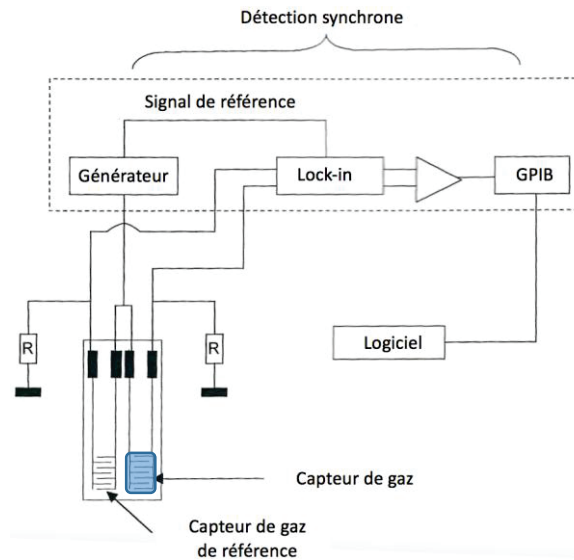 Détection synchrone
Signal de référence
Générateur
Lock-in
GPIB
R
R
Logiciel
Capteur de gaz
Capteur de gaz
de référence